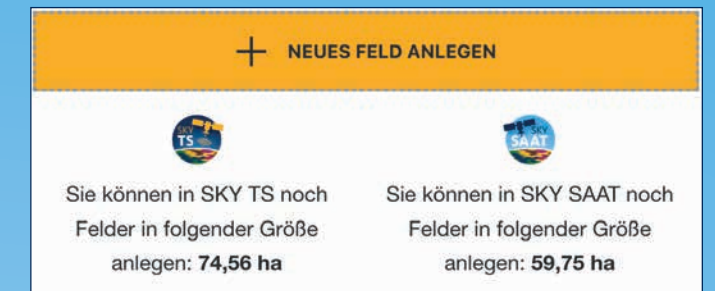 + NEUES FELD ANLEGEN
SKY
TS
Sie können in SKY TS noch
Felder in folgender Größe
anlegen: 74,56 ha
SKY
SAAT
Sie können in SKY SAAT noch
Felder in folgender Größe
anlegen: 59,75 ha